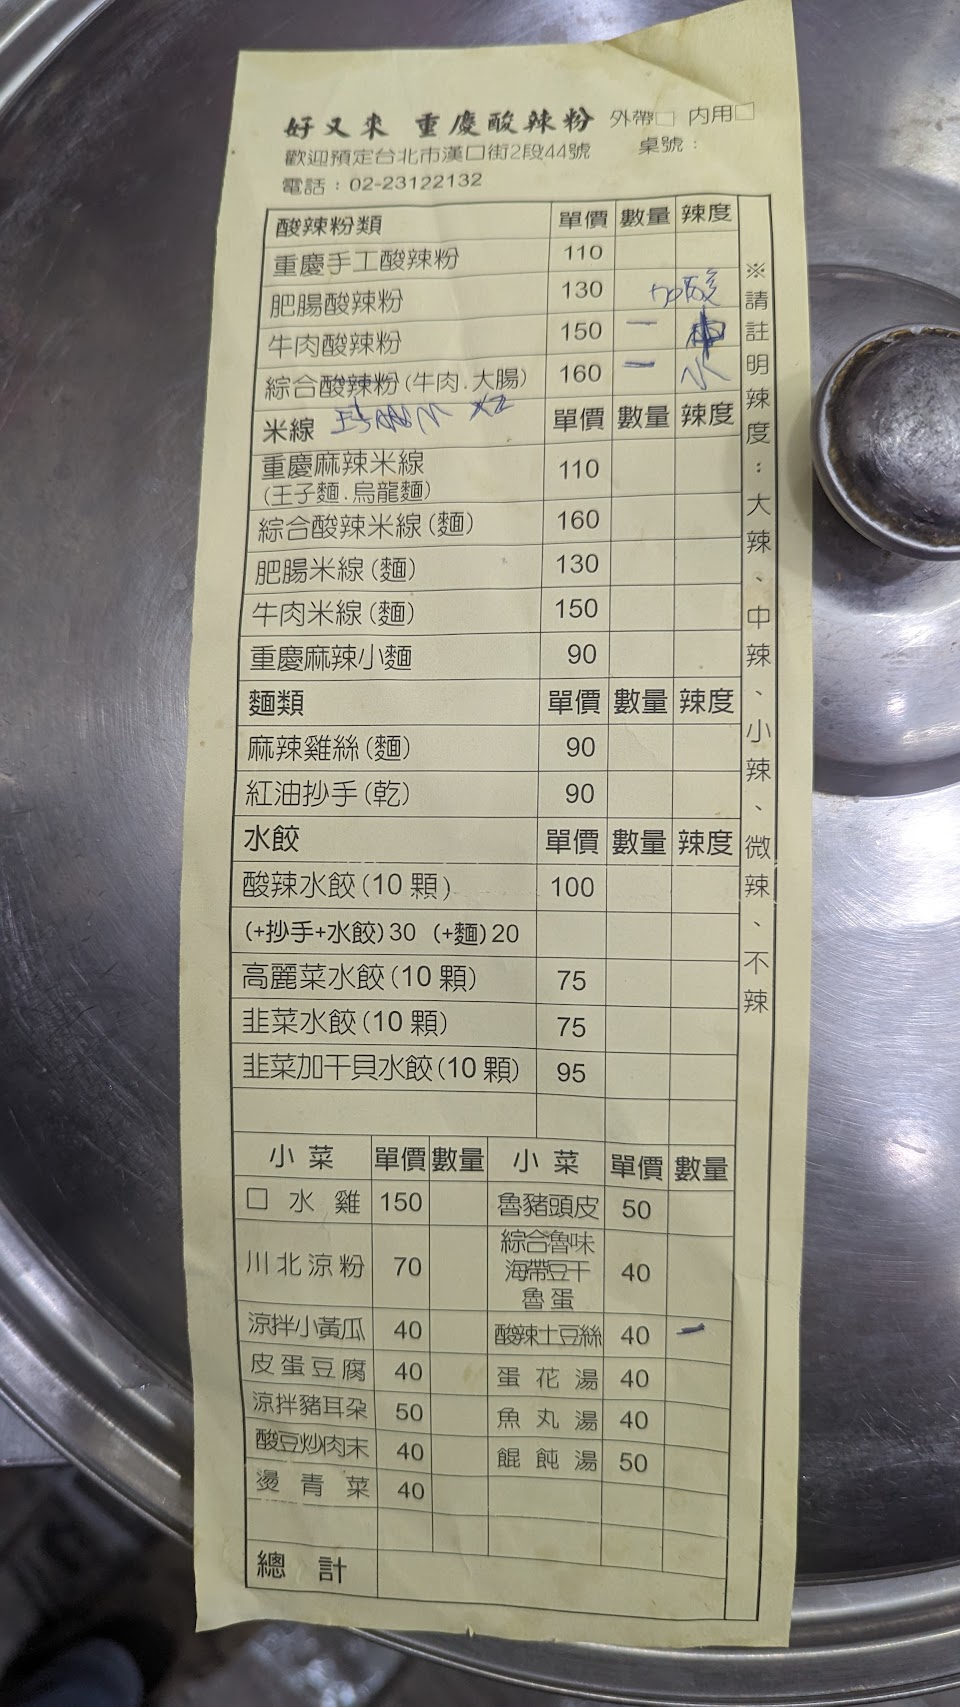 好又來 重慶酸辣粉 外帶□ 內用□
歡迎預定台北市漢口街2段44號 桌號：
電話：02-23122132
酸辣粉類 單價 數量 辣度
重慶手工酸辣粉 110
肥腸酸辣粉 130 加酸
牛肉酸辣粉 150 一
綜合酸辣粉(牛肉.大腸) 160 一 小
x2
米線 單價 數量 辣度
重慶麻辣米線 110
(王子麵.烏龍麵)
綜合酸辣米線(麵) 160
肥腸米線(麵) 130
牛肉米線(麵) 150
重慶麻辣小麵 90
麵類 單價 數量 辣度
麻辣雞絲(麵) 90
紅油抄手(乾) 90
水餃 單價 數量 辣度
酸辣水餃(10顆) 100
(+抄手+水餃)30 (+麵)20
高麗菜水餃(10顆) 75
韭菜水餃(10顆) 75
韭菜加干貝水餃(10顆) 95
※請註明辣度：大辣、中辣、小辣、微辣、不辣
小菜 單價 數量 小菜 單價 數量
口水雞 150 魯豬頭皮 50
川北涼粉 70 綜合魯味 40
海帶豆干
魯蛋
涼拌小黃瓜 40 酸辣土豆絲 40 一
皮蛋豆腐 40 蛋花湯 40
涼拌豬耳朶 50 魚丸湯 40
酸豆炒肉末 40 餛飩湯 50
燙青菜 40
總計